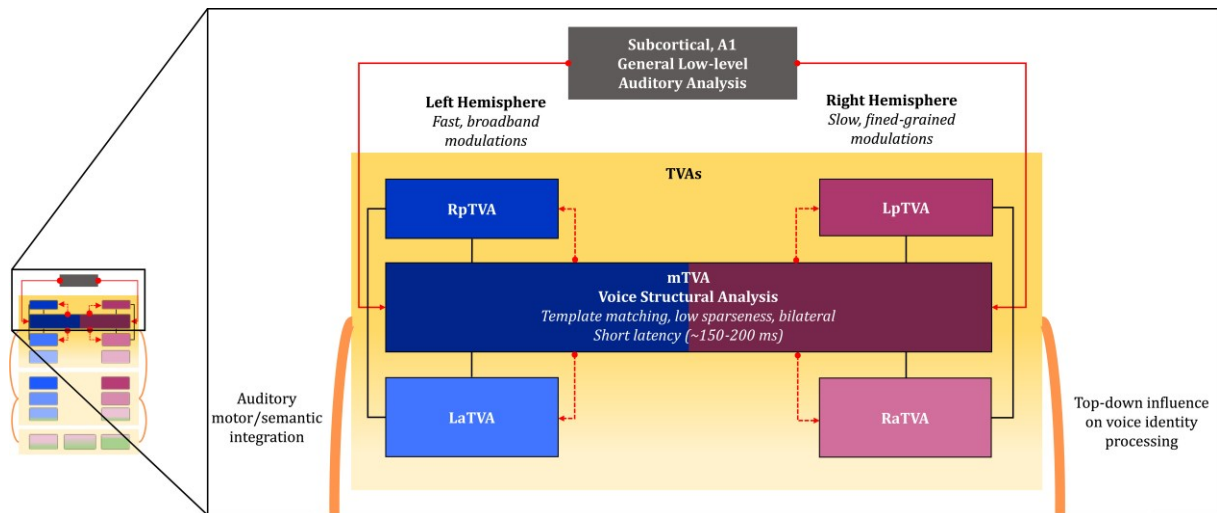 Subcortical, A1
General Low-level
Auditory Analysis
Left Hemisphere
Fast, broadband
modulations
Right Hemisphere
Slow, fined-grained
modulations
TVAs
RpTVA
LpTVA
mTVA
Voice Structural Analysis
Template matching, low sparseness, bilateral
Short latency (~150-200 ms)
LaTVA
RaTVA
Auditory
motor/semantic
integration
Top-down influence
on voice identity
processing